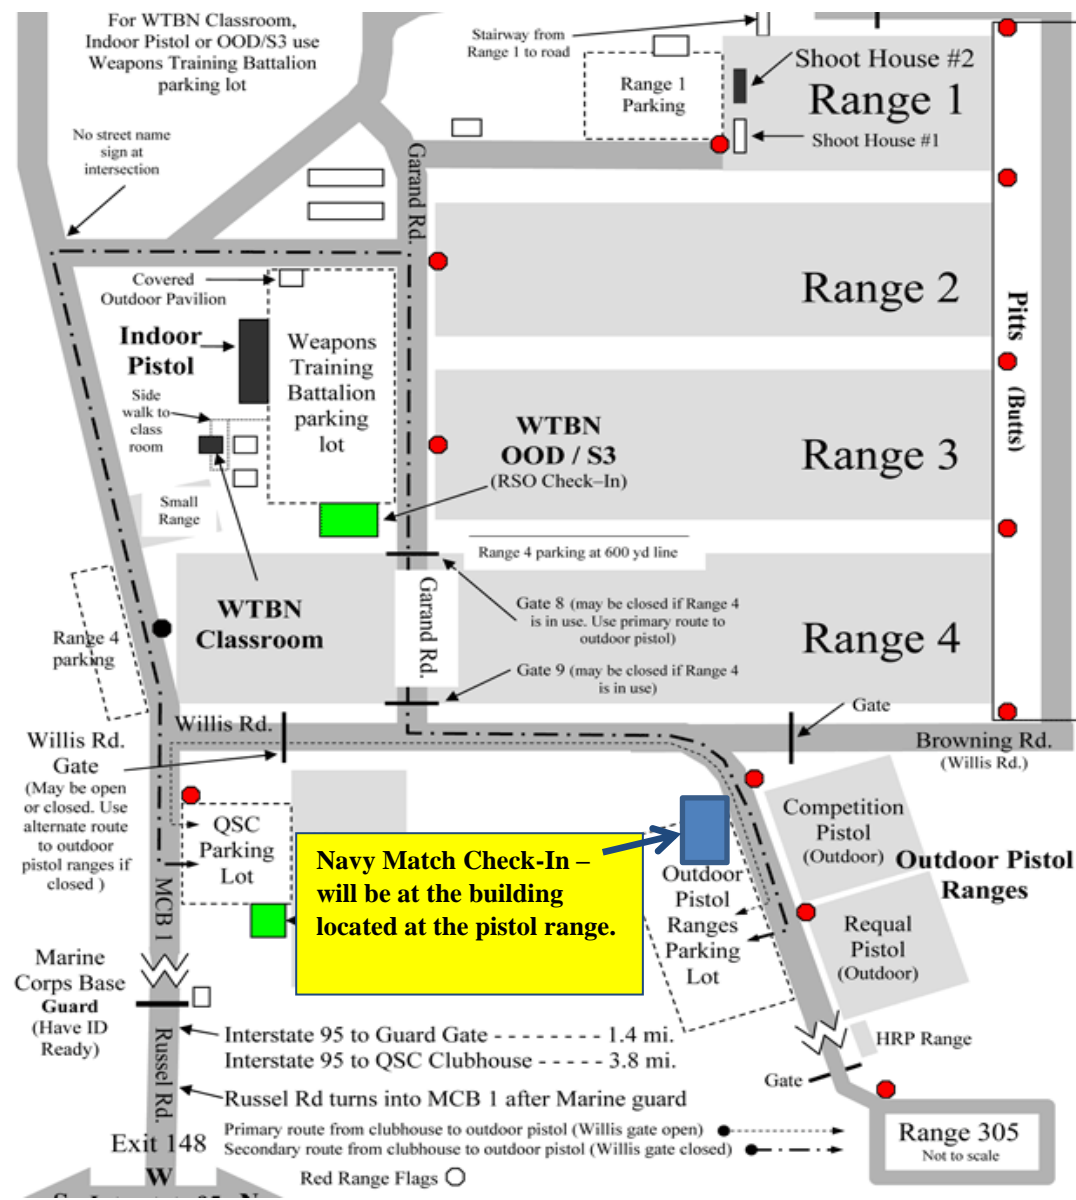 For WTBN Classroom,
Indoor Pistol or OOD/S3 use
Weapons Training Battalion
parking lot
Stairway from
Range 1 to road
Range 1
Parking
Shoot House #2
Range 1
Shoot House #1
No street name
sign at
intersection
Garand Rd.
Covered
Outdoor Pavilion
Range 2
Indoor
Pistol
Weapons
Training
Battalion
parking
lot
Pitts (Butts)
Side
walk to
class
room
WTBN
OOD / S3
(RSO Check–In)
Range 3
Small
Range
Range 4 parking at 600 yd line
WTBN
Classroom
Garand Rd.
Gate 8 (may be closed if Range 4
is in use. Use primary route to
outdoor pistol)
Range 4
Range 4
parking
Gate 9 (may be closed if Range 4
is in use)
Gate
Willis Rd.
Browning Rd.
(Willis Rd.)
Willis Rd.
Gate
(May be open
or closed. Use
alternate route
to outdoor
pistol ranges if
closed )
QSC
Parking
Lot
MCB 1
Navy Match Check-In –
will be at the building
located at the pistol range.
Outdoor
Pistol
Ranges
Parking
Lot
Competition
Pistol
(Outdoor)
Outdoor Pistol
Ranges
Requal
Pistol
(Outdoor)
Marine
Corps Base
Guard
(Have ID
Ready)
Russel Rd.
Interstate 95 to Guard Gate - - - - - - - - 1.4 mi.
Interstate 95 to QSC Clubhouse - - - - - - 3.8 mi.
HRP Range
Gate
Russel Rd turns into MCB 1 after Marine guard
Primary route from clubhouse to outdoor pistol (Willis gate open)
Secondary route from clubhouse to outdoor pistol (Willis gate closed)
Range 305
Not to scale
Exit 148
Red Range Flags
W